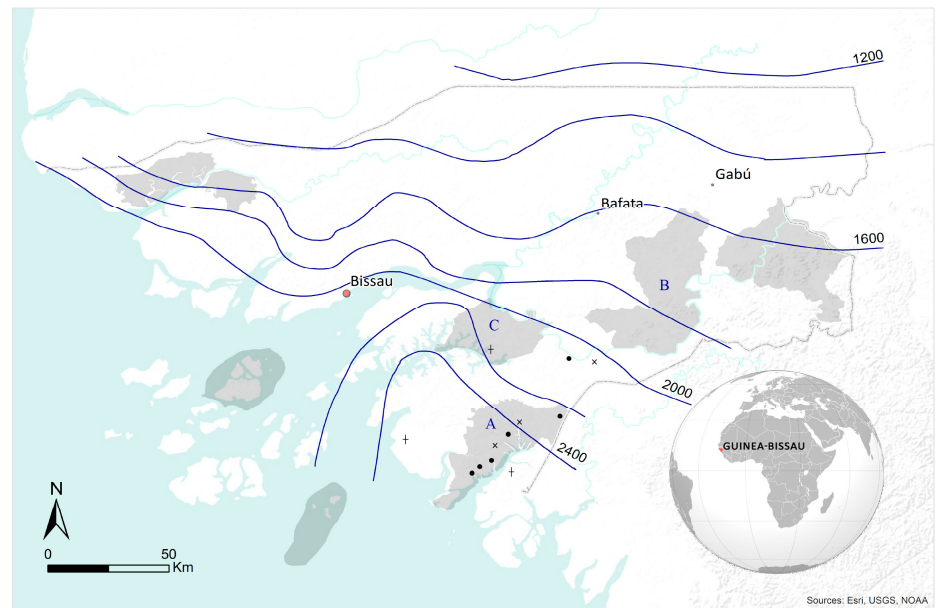 1200
Gabú
Bafata
1600
Bissau
B
C
2000
A
2400
GUINEA-BISSAU
N
0 50
Km
Sources: Esri, USGS, NOAA